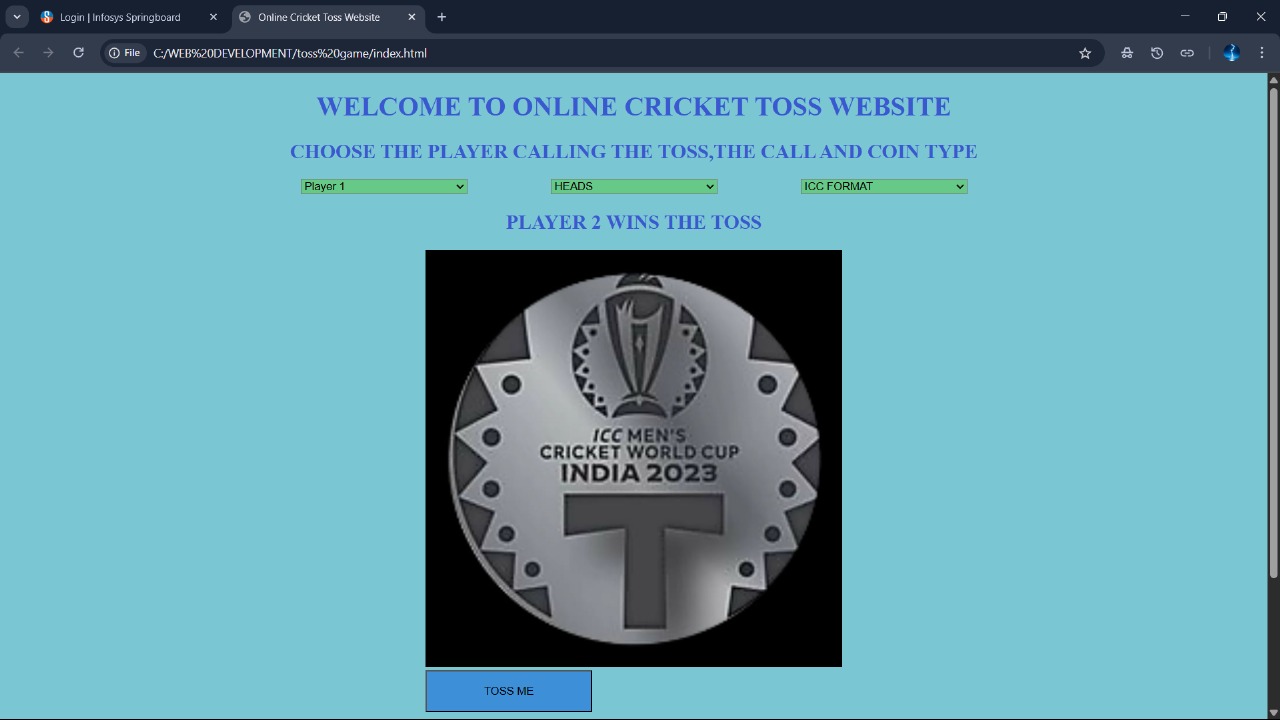 Login | Infosys Springboard
Online Cricket Toss Website
File C:/WEB%20DEVELOPMENT/toss%20game/index.html
WELCOME TO ONLINE CRICKET TOSS WEBSITE
CHOOSE THE PLAYER CALLING THE TOSS,THE CALL AND COIN TYPE
Player 1 HEADS ICC FORMAT
PLAYER 2 WINS THE TOSS
ICC MEN'S
CRICKET WORLD CUP
INDIA 2023
T
TOSS ME